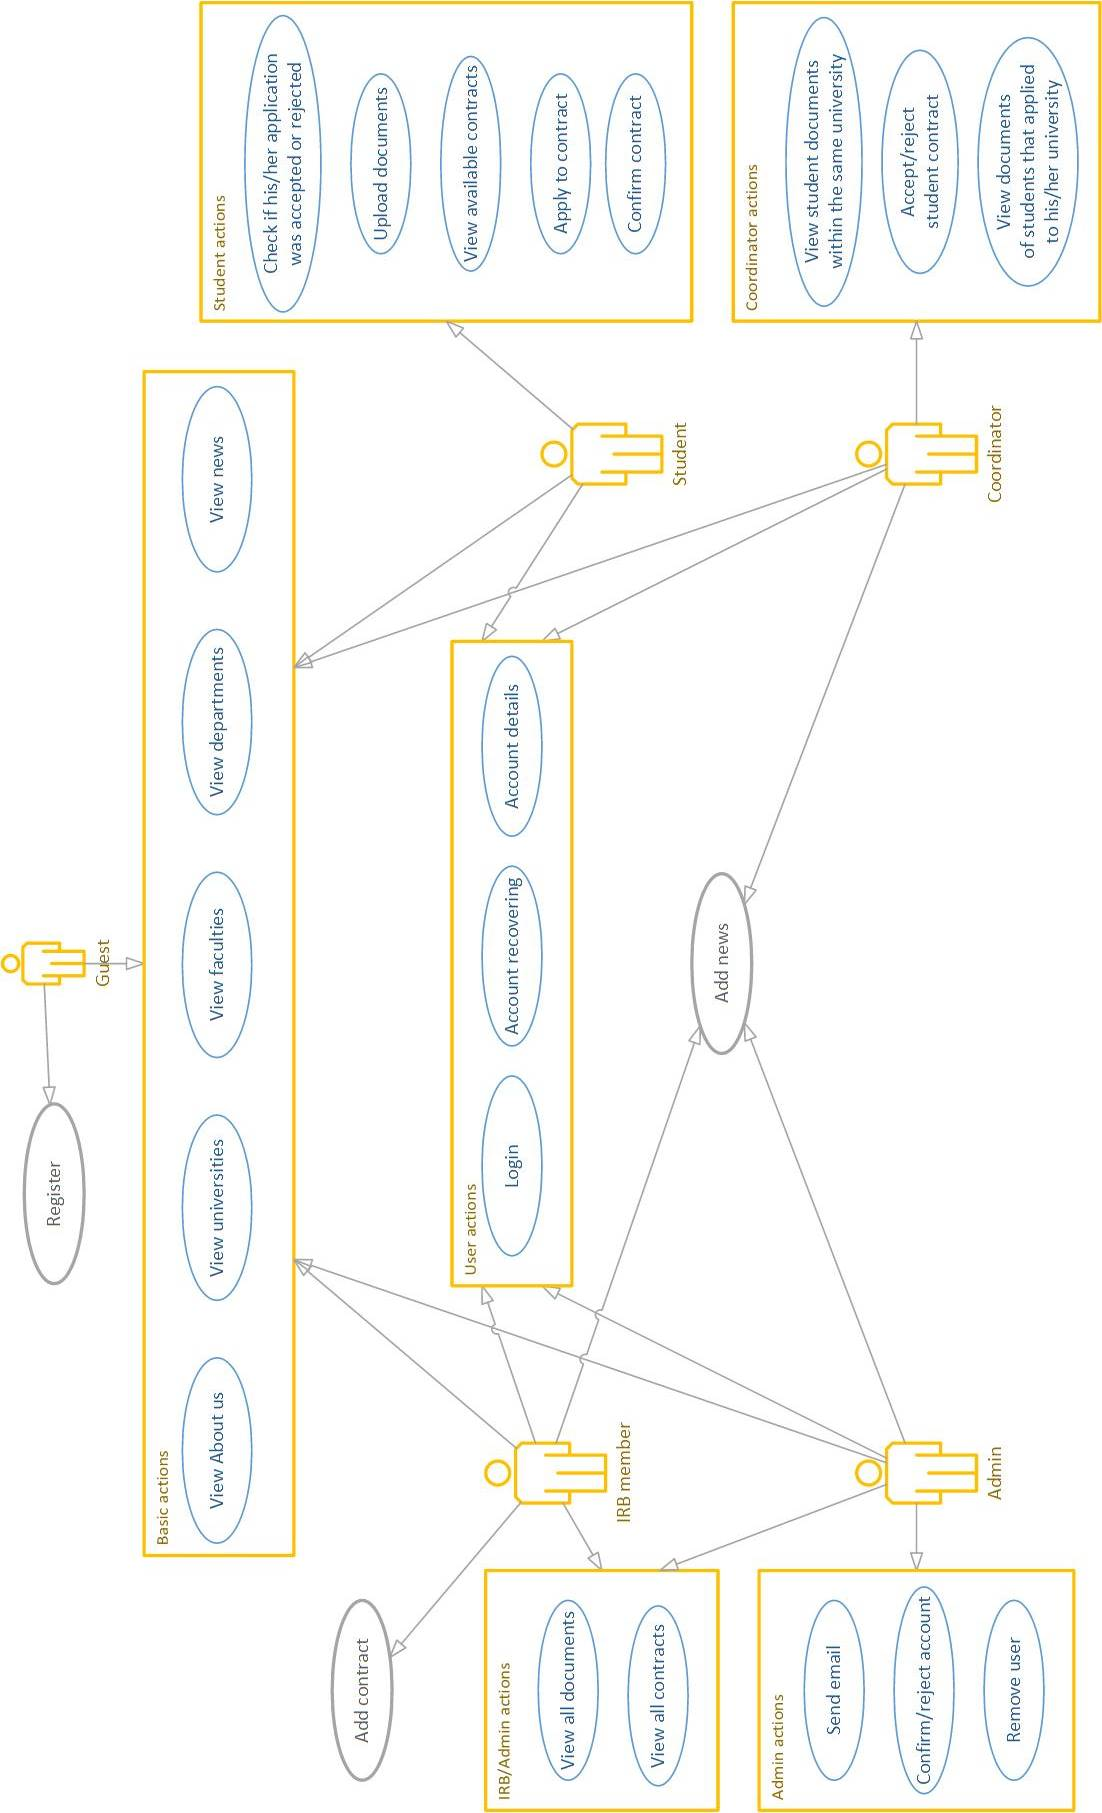 Guest
Register
Basic actions
View About us
View universities
View faculties
View departments
View news
Add contract
IRB member
User actions
Login
Account recovering
Account details
Student
Student actions
Check if his/her application
was accepted or rejected
Upload documents
View available contracts
Apply to contract
Confirm contract
IRB/Admin actions
View all documents
View all contracts
Add news
Admin actions
Send email
Confirm/reject account
Remove user
Admin
Coordinator
Coordinator actions
View student documents
within the same university
Accept/reject
student contract
View documents
of students that applied
to his/her university